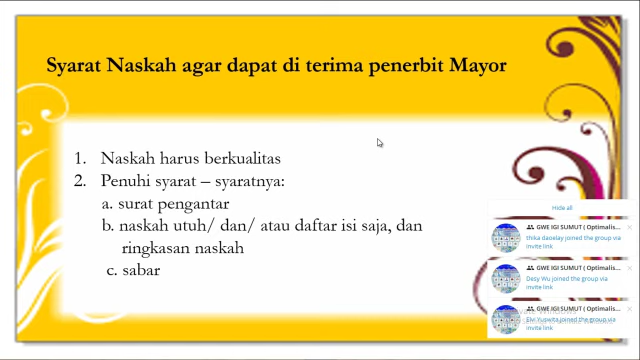 Syarat Naskah agar dapat di terima penerbit Mayor
1. Naskah harus berkualitas
2. Penuhi syarat – syaratnya:
a. surat pengantar
b. naskah utuh/ dan/ atau daftar isi saja, dan
ringkasan naskah
c. sabar
Hide all
GWE IGI SUMUT ( Optimalis...
thika daoelay joined the group via
invite link
GWE IGI SUMUT ( Optimalis...
Desy Wu joined the group via
invite link
GWE IGI SUMUT ( Optimalis...
Elvi Yuswita joined the group via
invite link